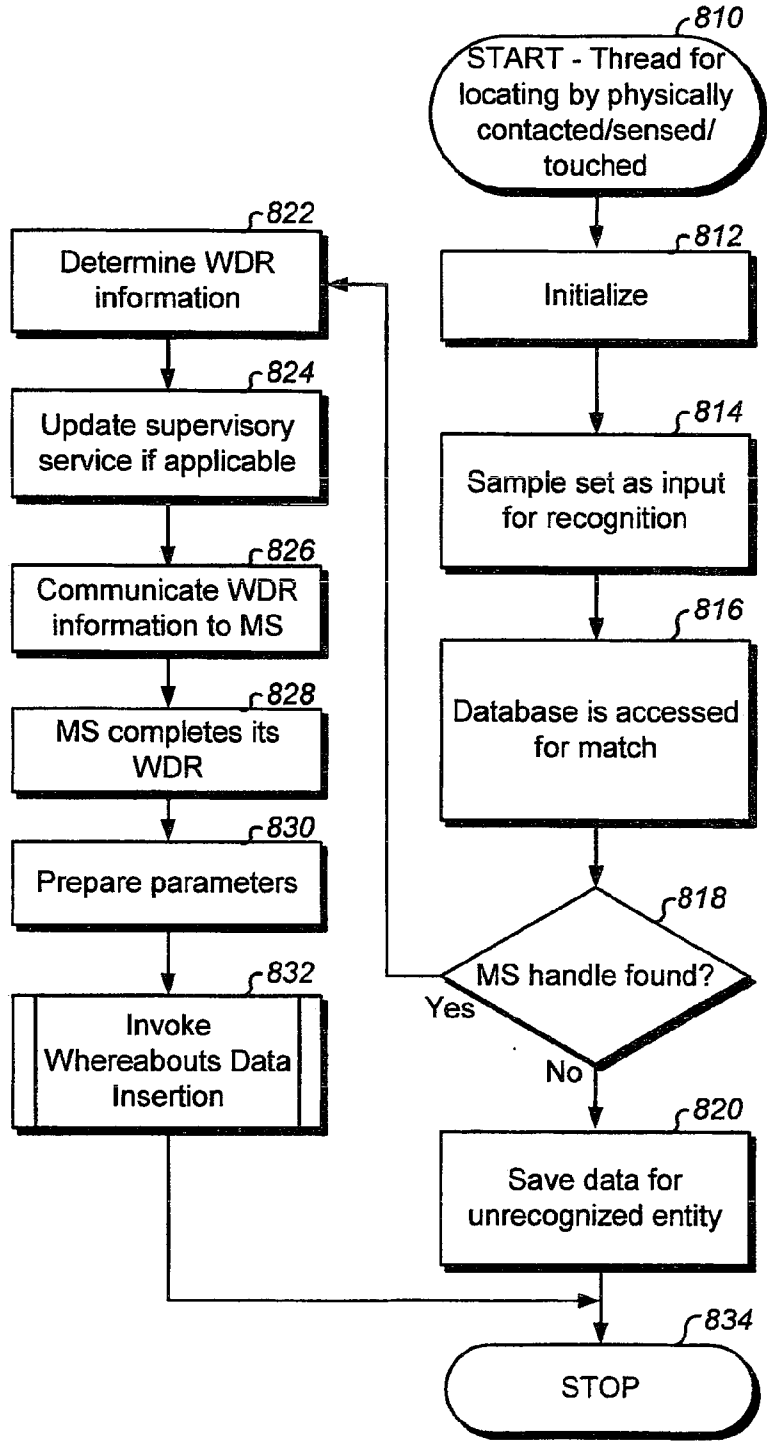 810
START - Thread for
locating by physically
contacted/sensed/
touched
812
Initialize
814
Sample set as input
for recognition
816
Database is accessed
for match
818
MS handle found?
Yes
No
820
Save data for
unrecognized entity
822
Determine WDR
information
824
Update supervisory
service if applicable
826
Communicate WDR
information to MS
828
MS completes its
WDR
830
Prepare parameters
832
Invoke
Whereabouts Data
Insertion
834
STOP